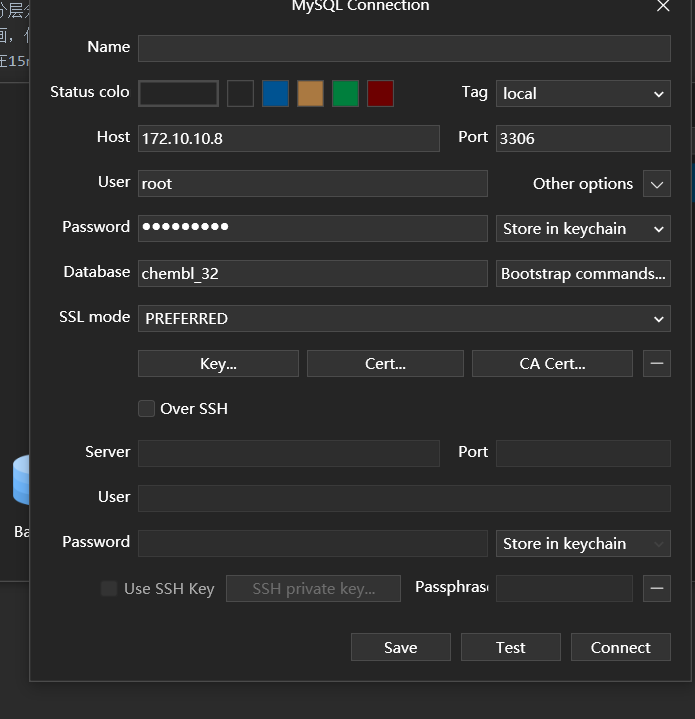 分层
MySQL Connection
画,
在15
Name
Status colo
Tag local
Host 172.10.10.8 Port 3306
User root Other options
Password ●●●●●●●●● Store in keychain
Database chembl_32 Bootstrap commands...
SSL mode PREFERRED
Key... Cert... CA Cert...
Over SSH
Server Port
User
Ba
Password Store in keychain
Use SSH Key SSH private key... Passphras
Save Test Connect